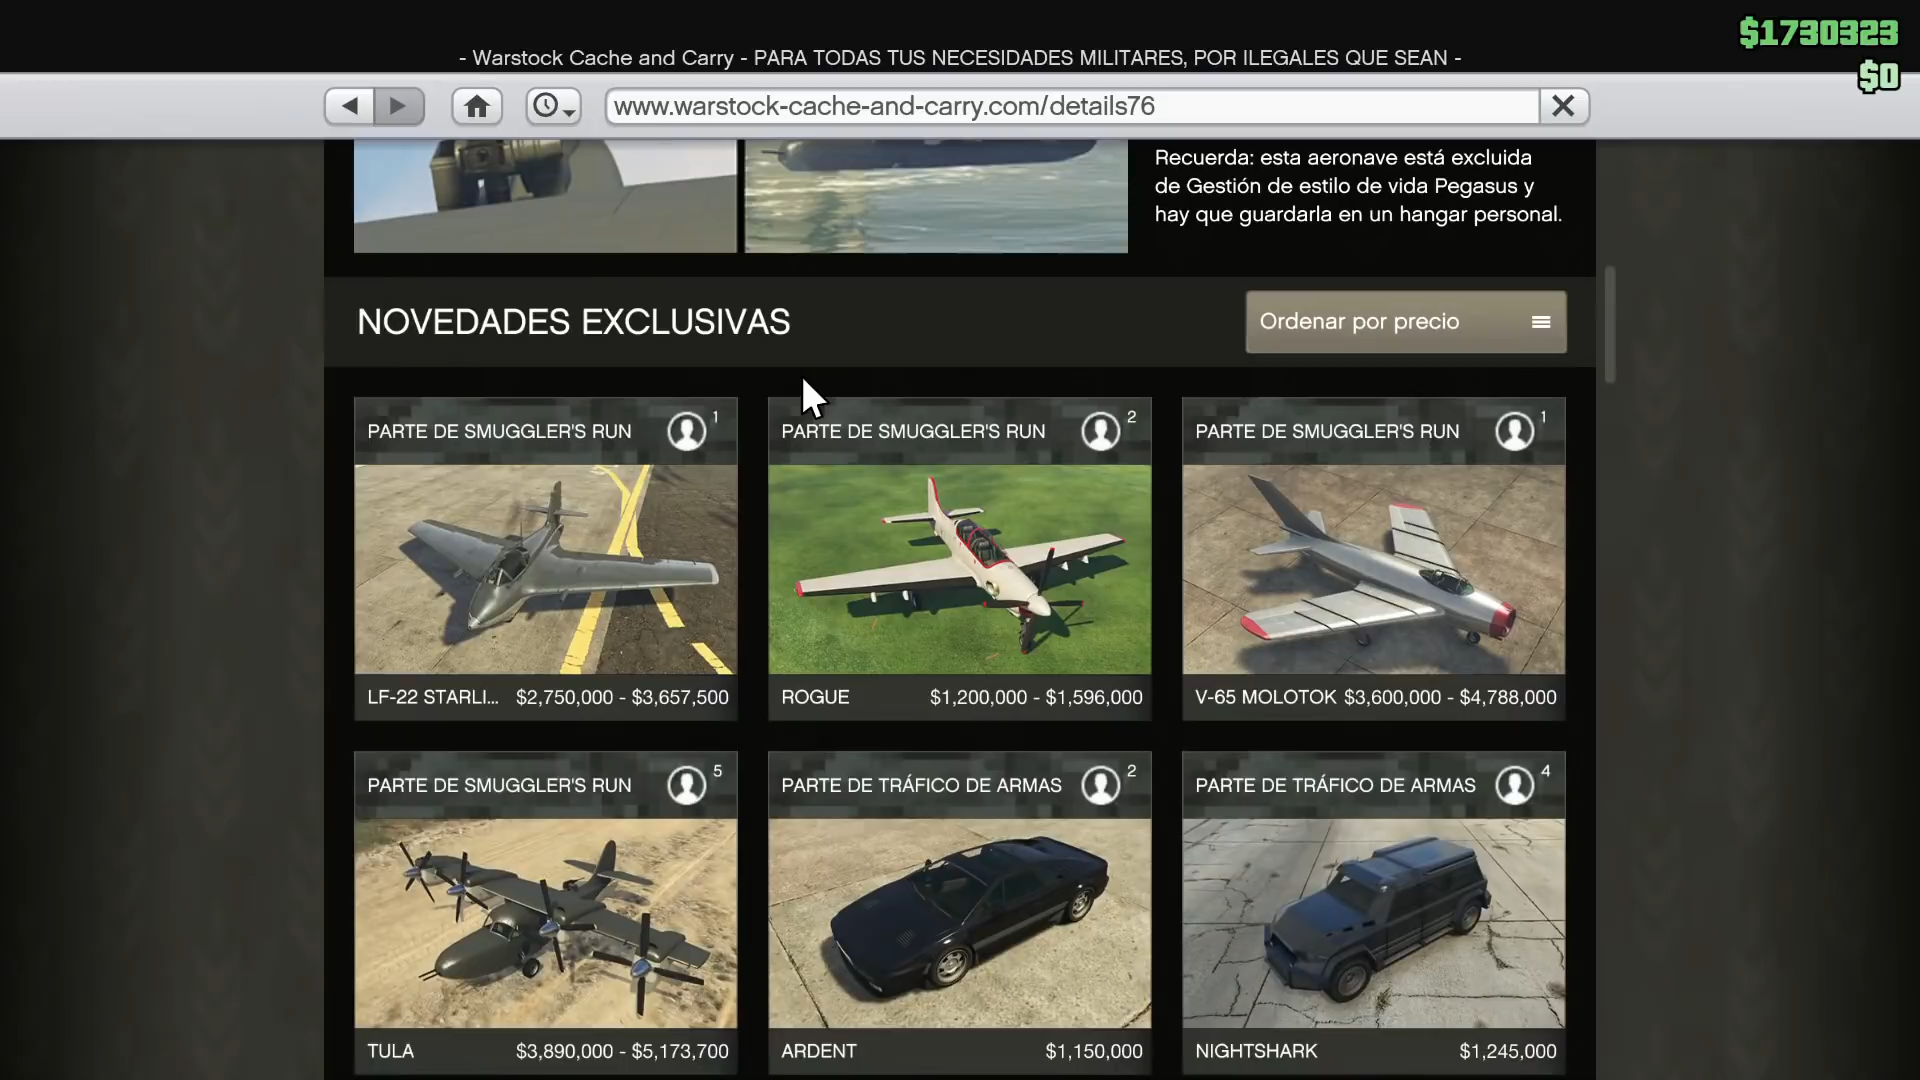 $1730323
$0
- Warstock Cache and Carry - PARA TODAS TUS NECESIDADES MILITARES, POR ILEGALES QUE SEAN -
www.warstock-cache-and-carry.com/details76
Recuerda: esta aeronave está excluida
de Gestión de estilo de vida Pegasus y
hay que guardarla en un hangar personal.
NOVEDADES EXCLUSIVAS
Ordenar por precio
PARTE DE SMUGGLER'S RUN 1
LF-22 STARLI... $2,750,000 - $3,657,500
PARTE DE SMUGGLER'S RUN 2
ROGUE $1,200,000 - $1,596,000
PARTE DE SMUGGLER'S RUN 1
V-65 MOLOTOK $3,600,000 - $4,788,000
PARTE DE SMUGGLER'S RUN 5
TULA $3,890,000 - $5,173,700
PARTE DE TRÁFICO DE ARMAS 2
ARDENT $1,150,000
PARTE DE TRÁFICO DE ARMAS 4
NIGHTSHARK $1,245,000